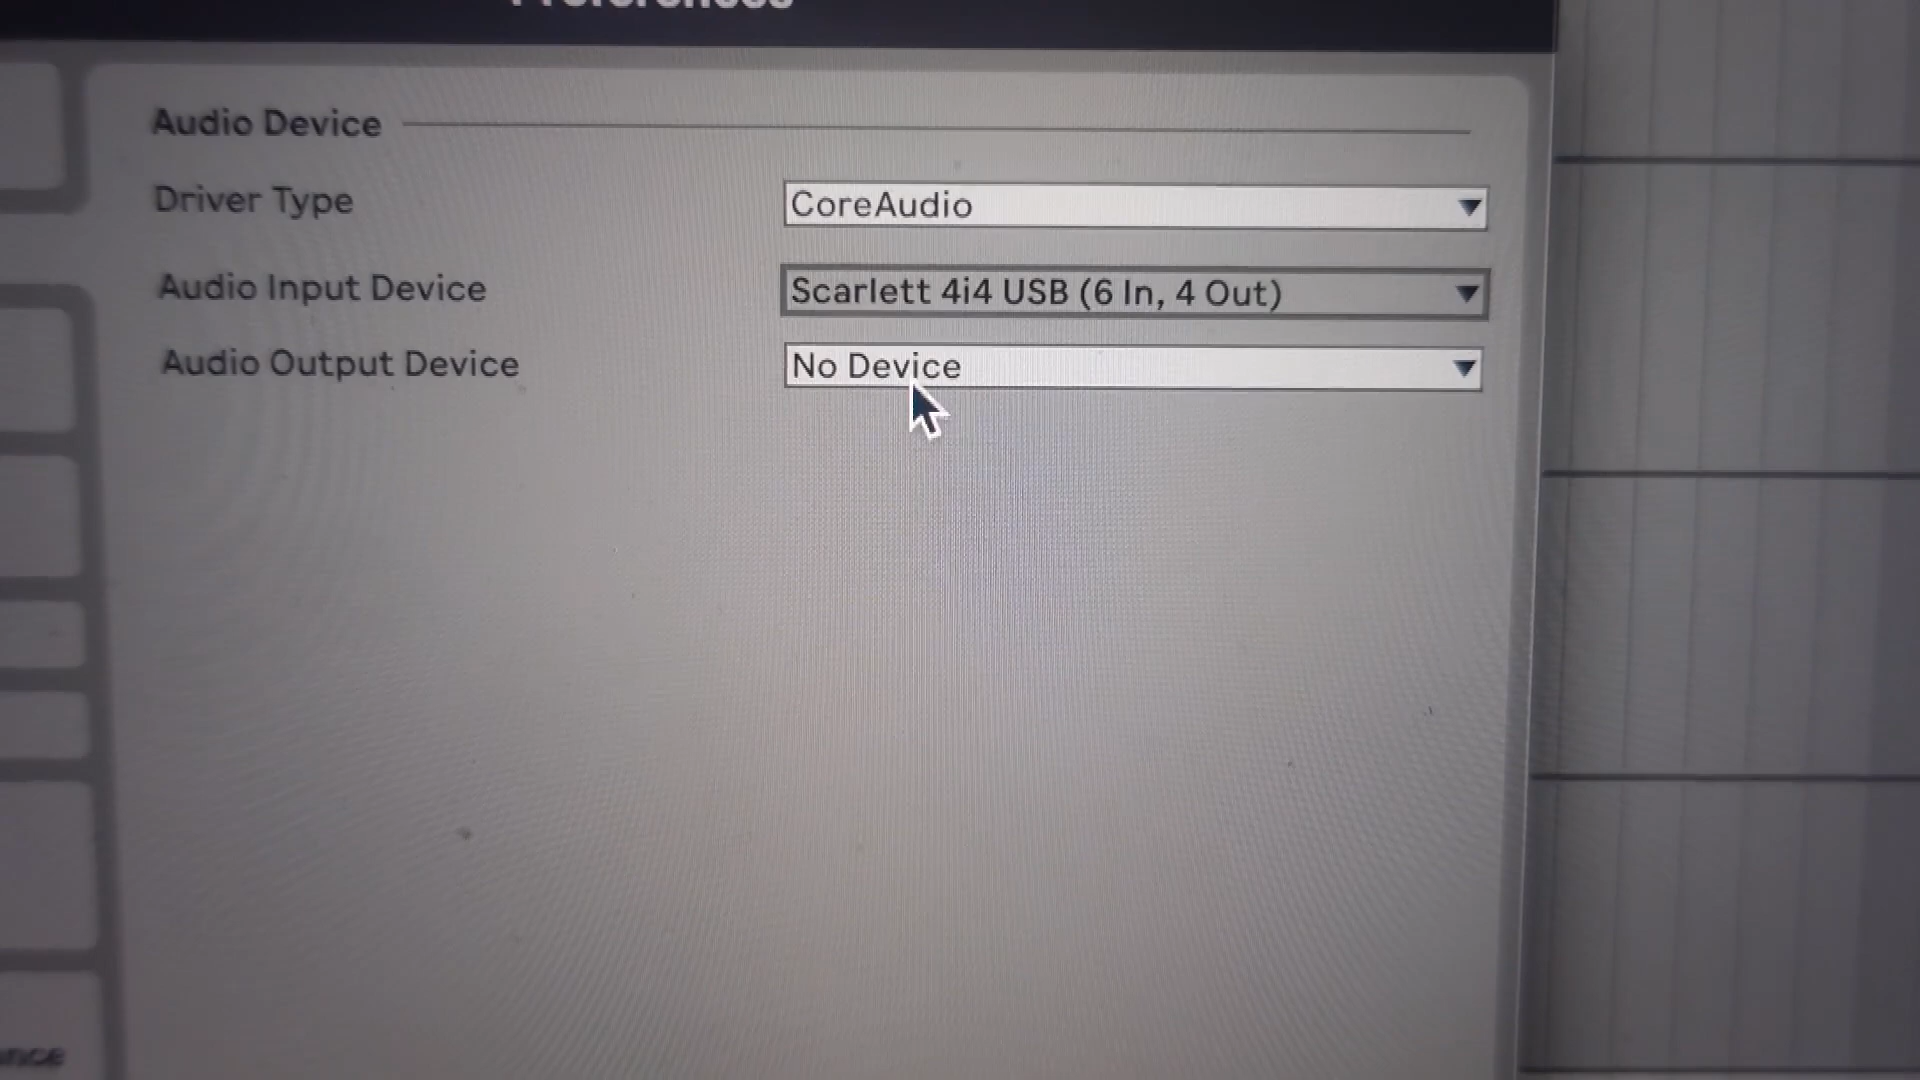 Preferences
Audio Device
Driver Type
CoreAudio
Audio Input Device
Scarlett 4i4 USB (6 In, 4 Out)
Audio Output Device
No Device